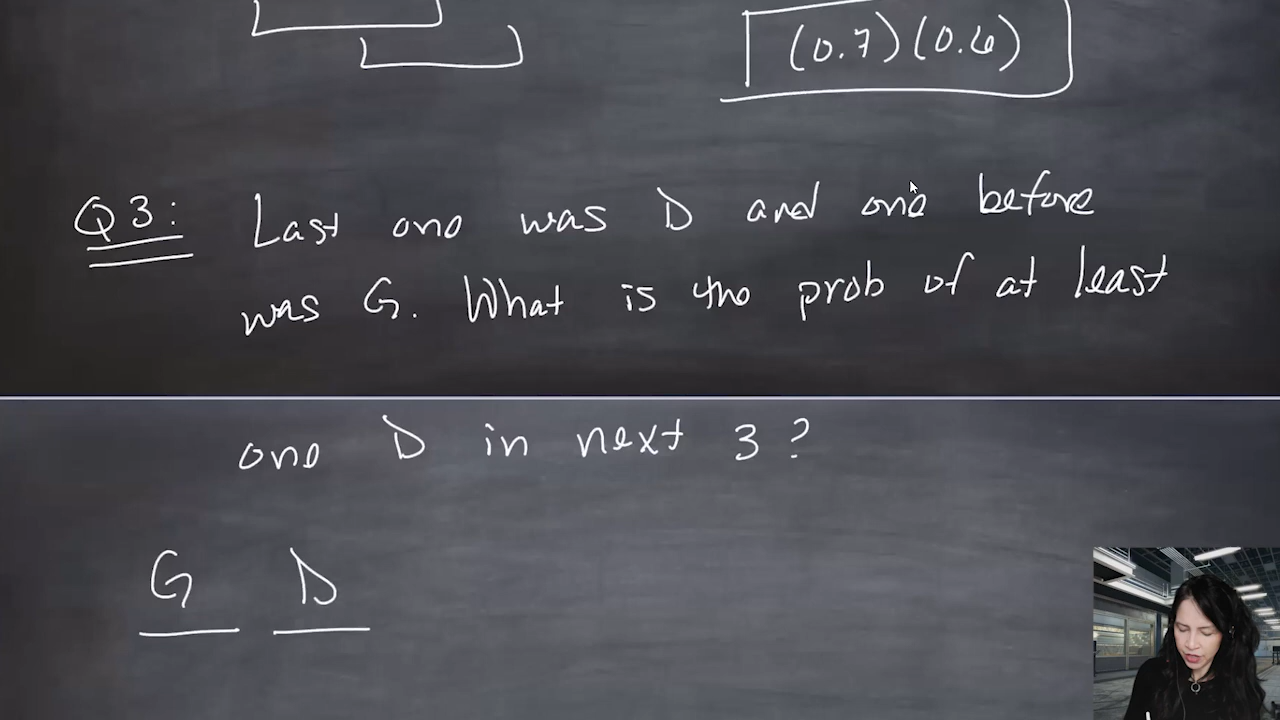 (0.7)(0.6)
Q3: Last one was D and one before
was G. What is the prob of at least
one D in next 3?
G D